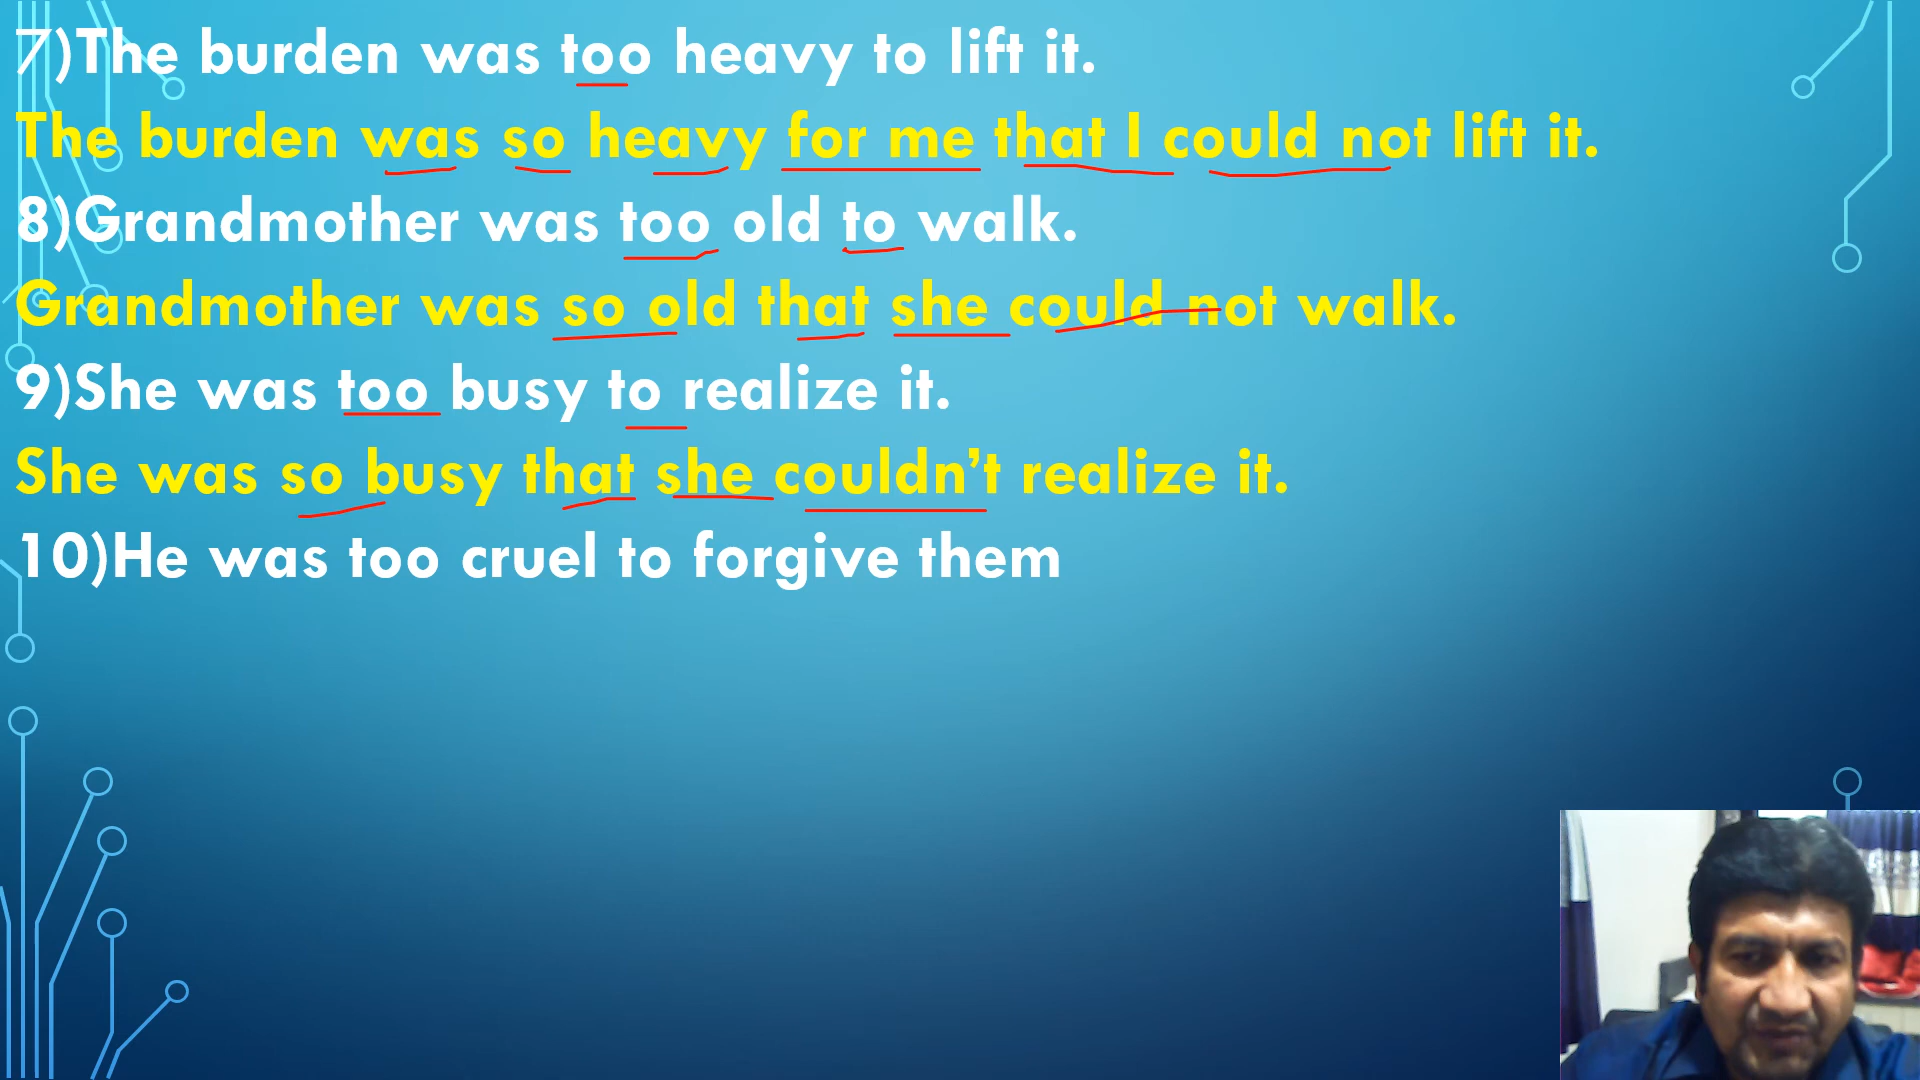 7)The burden was too heavy to lift it.
The burden was so heavy for me that I could not lift it.
8)Grandmother was too old to walk.
Grandmother was so old that she could not walk.
9)She was too busy to realize it.
She was so busy that she couldn’t realize it.
10)He was too cruel to forgive them